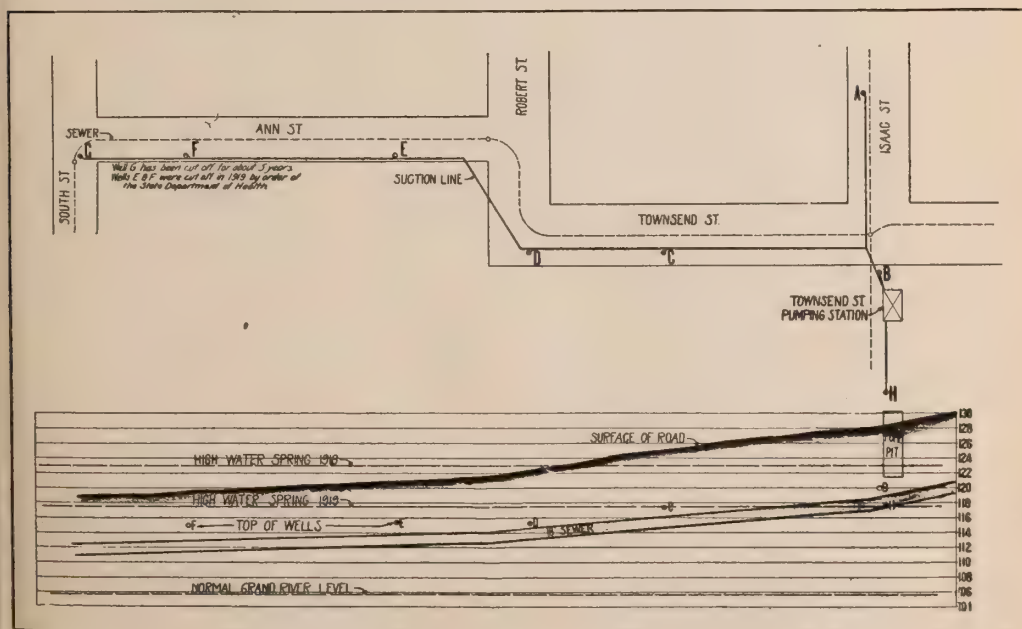 ROBERT ST.
A
ISAAC ST
ANN ST
SEWER
G
F
E
Well G has been cut off for about 5 years
Wells E & F were cut off in 1919 by order of
the State Department of Health
SOUTH ST
SUCTION LINE
TOWNSEND ST.
D
C
B
TOWNSEND ST.
PUMPING STATION
H
130
128
126
124
122
120
118
116
114
112
110
108
106
SURFACE OF ROAD
PIT
HIGH WATER SPRING 1918
B
HIGH WATER SPRING 1919
C
H
F
TOP OF WELLS
E
D
SEWER
NORMAL GRAND RIVER LEVEL